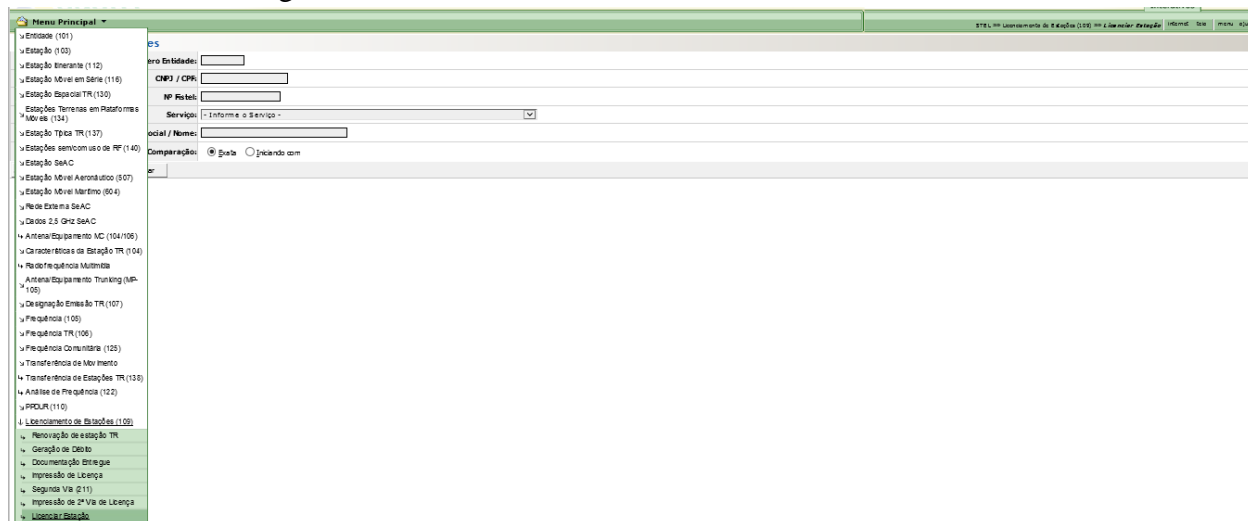 Menu Principal
STEL »» Licenciamento de Estações (109) »» Licenciar Estação Internet Tela menu
Entidade (101)
Estação (103)
Estação Itinerante (112)
Estação Móvel em Série (116)
Estação Espacial TR (130)
Estações Terrenas em Plataformas
Móveis (134)
Estação Típica TR (137)
Estações sem/com uso de RF (140)
Estação SeAC
Estação Móvel Aeronáutico (507)
Estação Móvel Marítimo (604)
Rede Externa SeAC
Dados 2,5 GHz SeAC
Antena/Equipamento MC (104/106)
Características da Estação TR (104)
Radiofrequência Multimídia
Antena/Equipamento Trunking (MP-
105)
Designação Emissão TR (107)
Frequência (105)
Frequência TR (106)
Frequência Comunitária (125)
Transferência de Movimento
Transferência de Estações TR (138)
Análise de Frequência (122)
PPDUR (110)
Licenciamento de Estações (109)
Renovação de estação TR
Geração de Débito
Documentação Entregue
Impressão de Licença
Segunda Via (211)
Impressão de 2ª Via de Licença
Licenciar Estação
es
ero Entidade:
CNPJ / CPF:
Nº Fistel:
Serviço: - Informe o Serviço -
ocial / Nome:
Comparação: Exata Iniciando com
ar